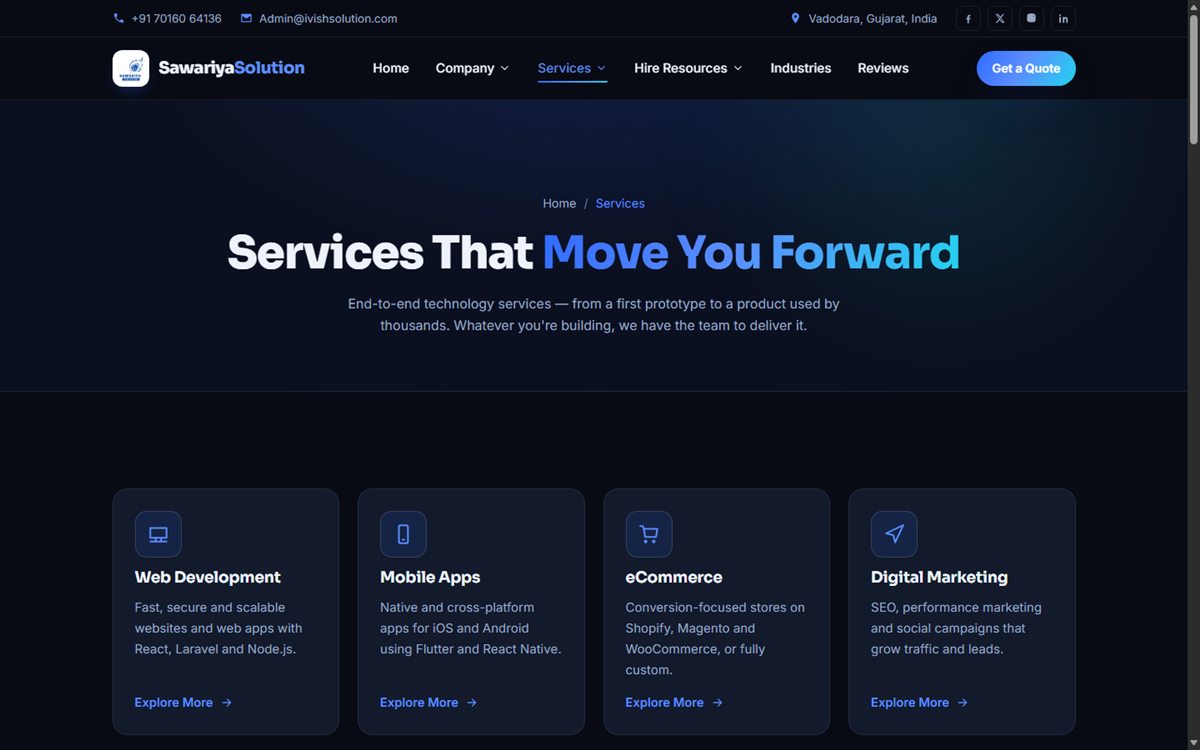 +91 70160 64136
Admin@ivishsolution.com
Vadodara, Gujarat, India
SawariyaSolution
Home
Company
Services
Hire Resources
Industries
Reviews
Get a Quote
Home / Services
Services That Move You Forward
End-to-end technology services — from a first prototype to a product used by
thousands. Whatever you're building, we have the team to deliver it.
Web Development
Fast, secure and scalable
websites and web apps with
React, Laravel and Node.js.
Explore More →
Mobile Apps
Native and cross-platform
apps for iOS and Android
using Flutter and React Native.
Explore More →
eCommerce
Conversion-focused stores on
Shopify, Magento and
WooCommerce, or fully
custom.
Explore More →
Digital Marketing
SEO, performance marketing
and social campaigns that
grow traffic and leads.
Explore More →